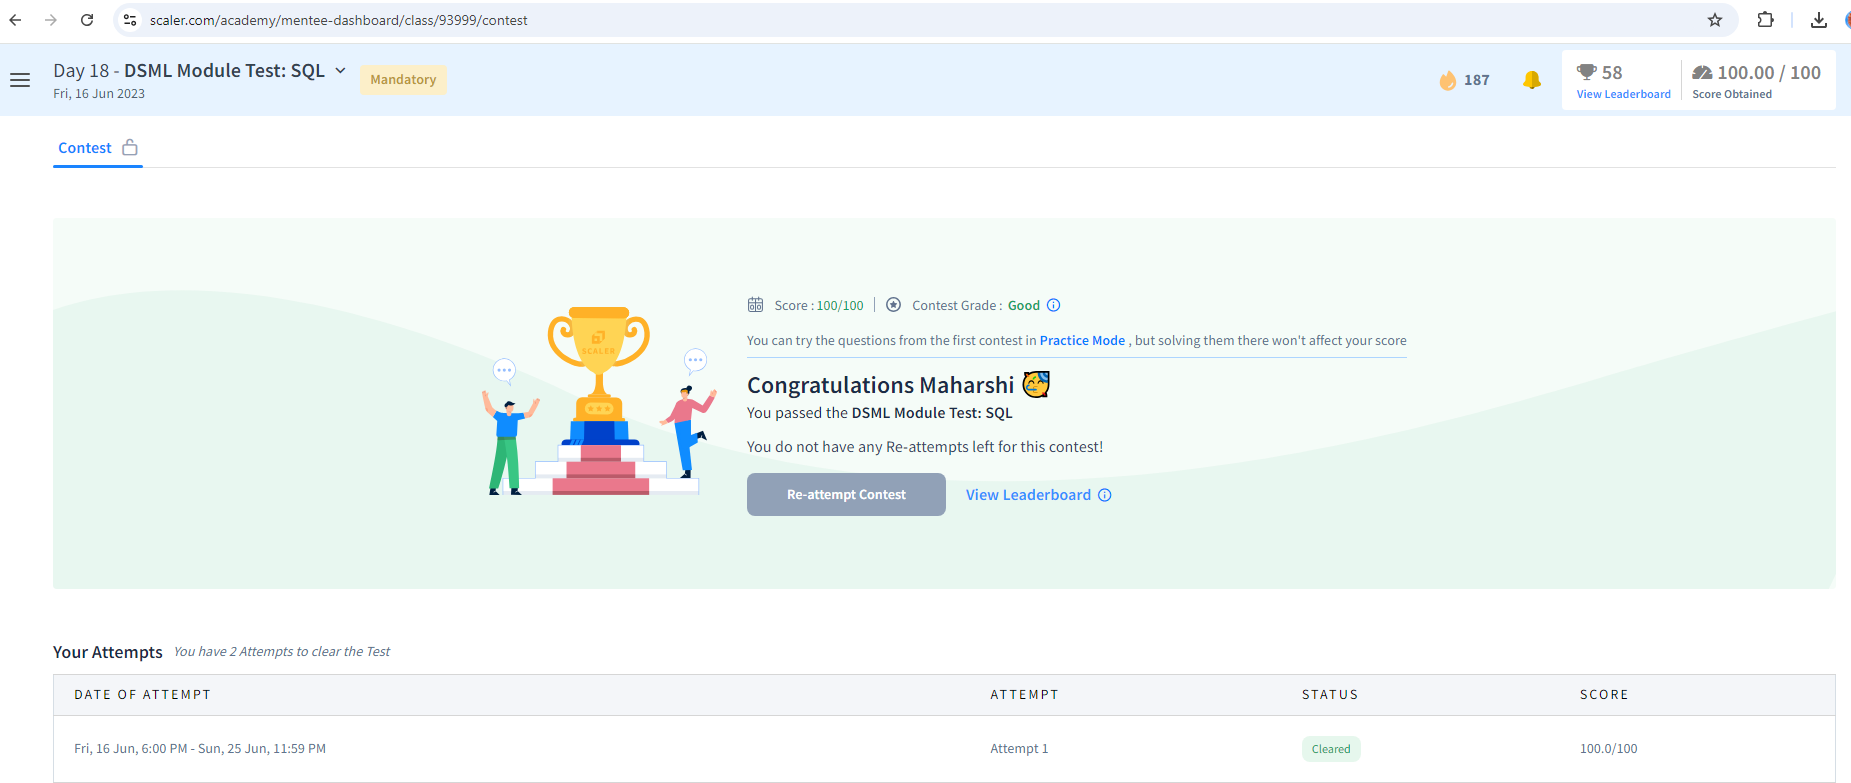 scaler.com/academy/mentee-dashboard/class/93999/contest
Day 18 - DSML Module Test: SQL
Mandatory
Fri, 16 Jun 2023
187
58
View Leaderboard
100.00 / 100
Score Obtained
Contest
Score : 100/100
Contest Grade : Good
You can try the questions from the first contest in Practice Mode , but solving them there won't affect your score
SCALER
Congratulations Maharshi
You passed the DSML Module Test: SQL
You do not have any Re-attempts left for this contest!
Re-attempt Contest
View Leaderboard
Your Attempts
You have 2 Attempts to clear the Test
DATE OF ATTEMPT
ATTEMPT
STATUS
SCORE
Fri, 16 Jun, 6:00 PM - Sun, 25 Jun, 11:59 PM
Attempt 1
Cleared
100.0/100